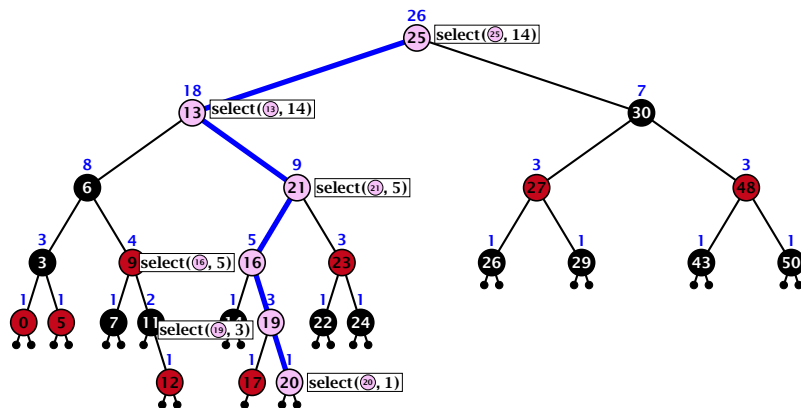 26
25 select(25, 14)
18 7
13 select(13, 14) 30
8 9 3 3
6 21 select(21, 5) 27 48
3 4 5 3 1 1 1 1
3 9 select(16, 5) 16 23 26 29 43 50
1 1 1 2 1 3 1 1
0 5 7 11 select(19, 3) 19 22 24
1 1 1
12 17 20 select(20, 1)